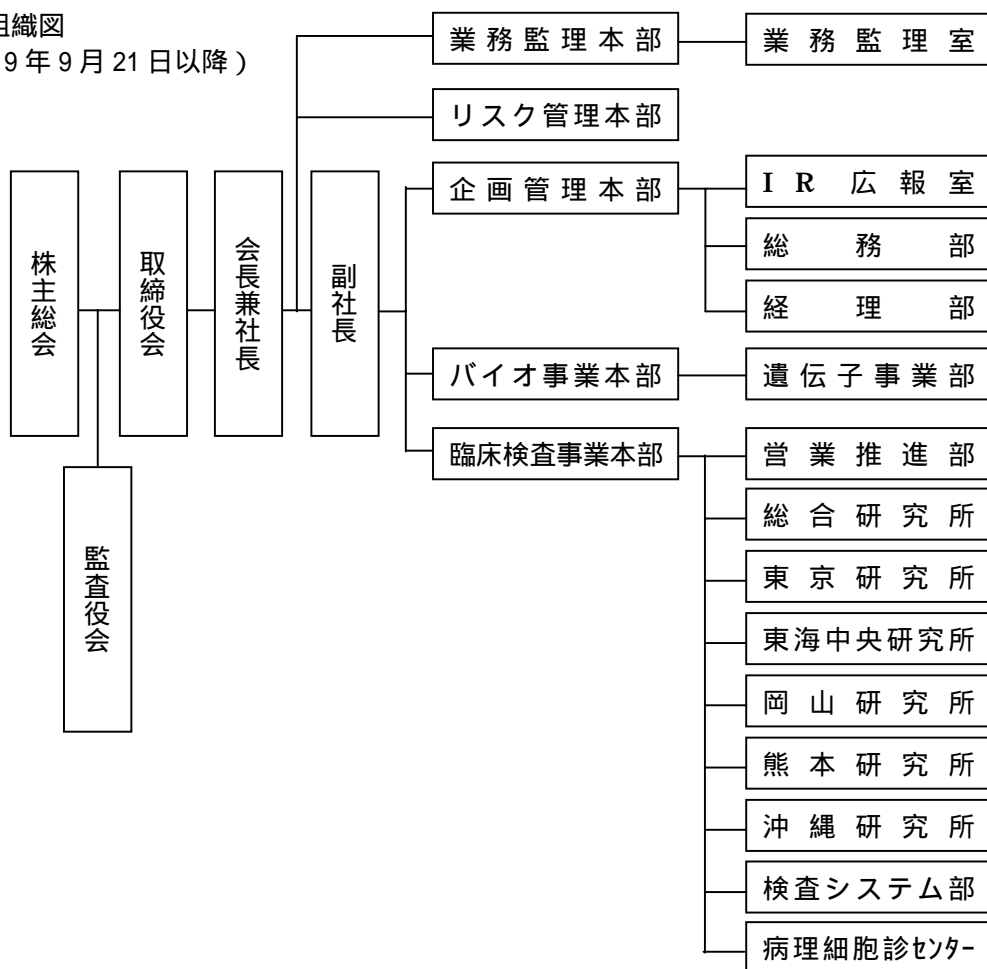 組織図
9年9月21日以降)
業務監理本部
業務監理室
リスク管理本部
企画管理本部
IR広報室
総務部
経理部
株主総会
取締役会
会長兼社長
副社長
監査役会
バイオ事業本部
遺伝子事業部
臨床検査事業本部
営業推進部
総合研究所
東京研究所
東海中央研究所
岡山研究所
熊本研究所
沖縄研究所
検査システム部
病理細胞診ｾﾝﾀｰ